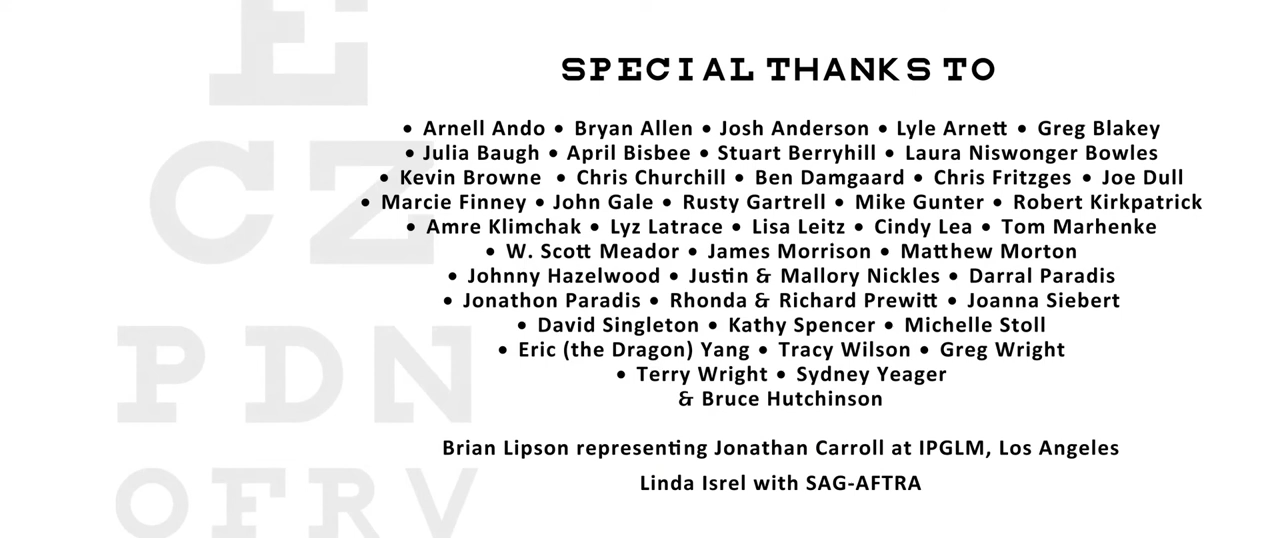 E
C Z
P D N
O F R V
SPECIAL THANKS TO
• Arnell Ando • Bryan Allen • Josh Anderson • Lyle Arnett • Greg Blakey
• Julia Baugh • April Bisbee • Stuart Berryhill • Laura Niswonger Bowles
• Kevin Browne • Chris Churchill • Ben Damgaard • Chris Fritzges • Joe Dull
• Marcie Finney • John Gale • Rusty Gartrell • Mike Gunter • Robert Kirkpatrick
• Amre Klimchak • Lyz Latrace • Lisa Leitz • Cindy Lea • Tom Marhenke
• W. Scott Meador • James Morrison • Matthew Morton
• Johnny Hazelwood • Justin & Mallory Nickles • Darral Paradis
• Jonathon Paradis • Rhonda & Richard Prewitt • Joanna Siebert
• David Singleton • Kathy Spencer • Michelle Stoll
• Eric (the Dragon) Yang • Tracy Wilson • Greg Wright
• Terry Wright • Sydney Yeager
& Bruce Hutchinson
Brian Lipson representing Jonathan Carroll at IPGLM, Los Angeles
Linda Isrel with SAG-AFTRA